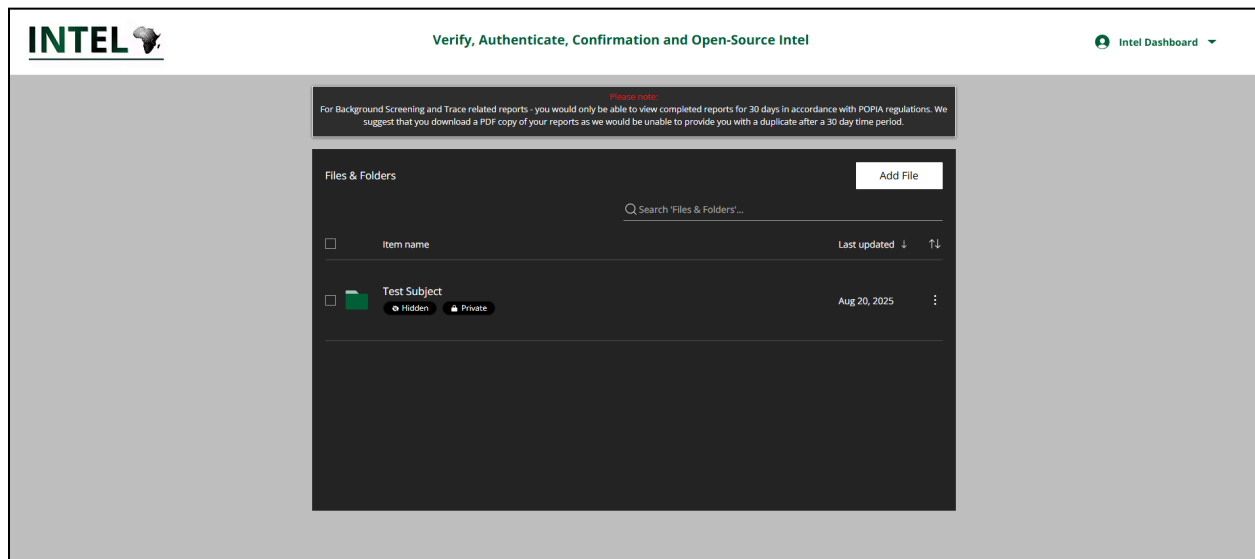 INTEL
Verify, Authenticate, Confirmation and Open-Source Intel
Intel Dashboard
Please note:
For Background Screening and Trace related reports - you would only be able to view completed reports for 30 days in accordance with POPIA regulations. We
suggest that you download a PDF copy of your reports as we would be unable to provide you with a duplicate after a 30 day time period.
Files & Folders
Add File
Search 'Files & Folders'...
Item name
Last updated ↓
Test Subject
Hidden
Private
Aug 20, 2025